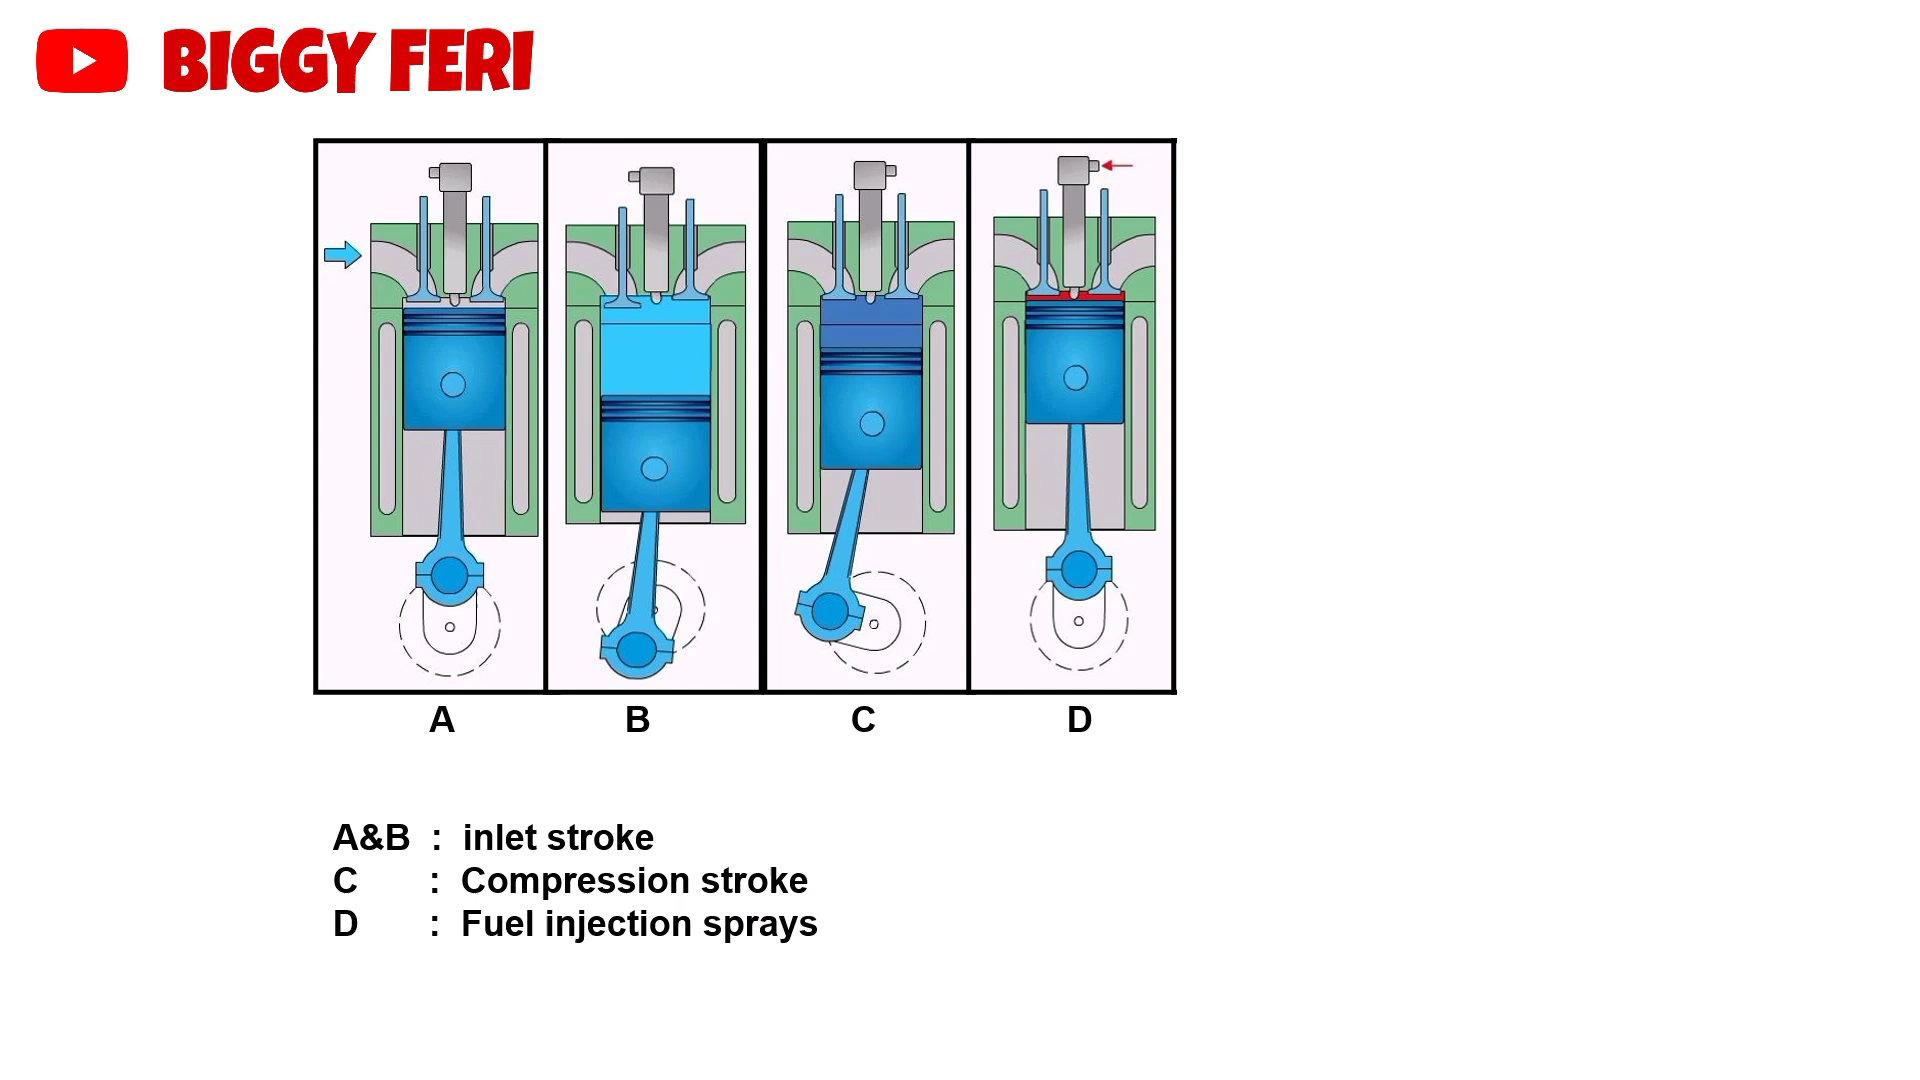 BIGGY FERI
A B C D
A&B : inlet stroke
C : Compression stroke
D : Fuel injection sprays